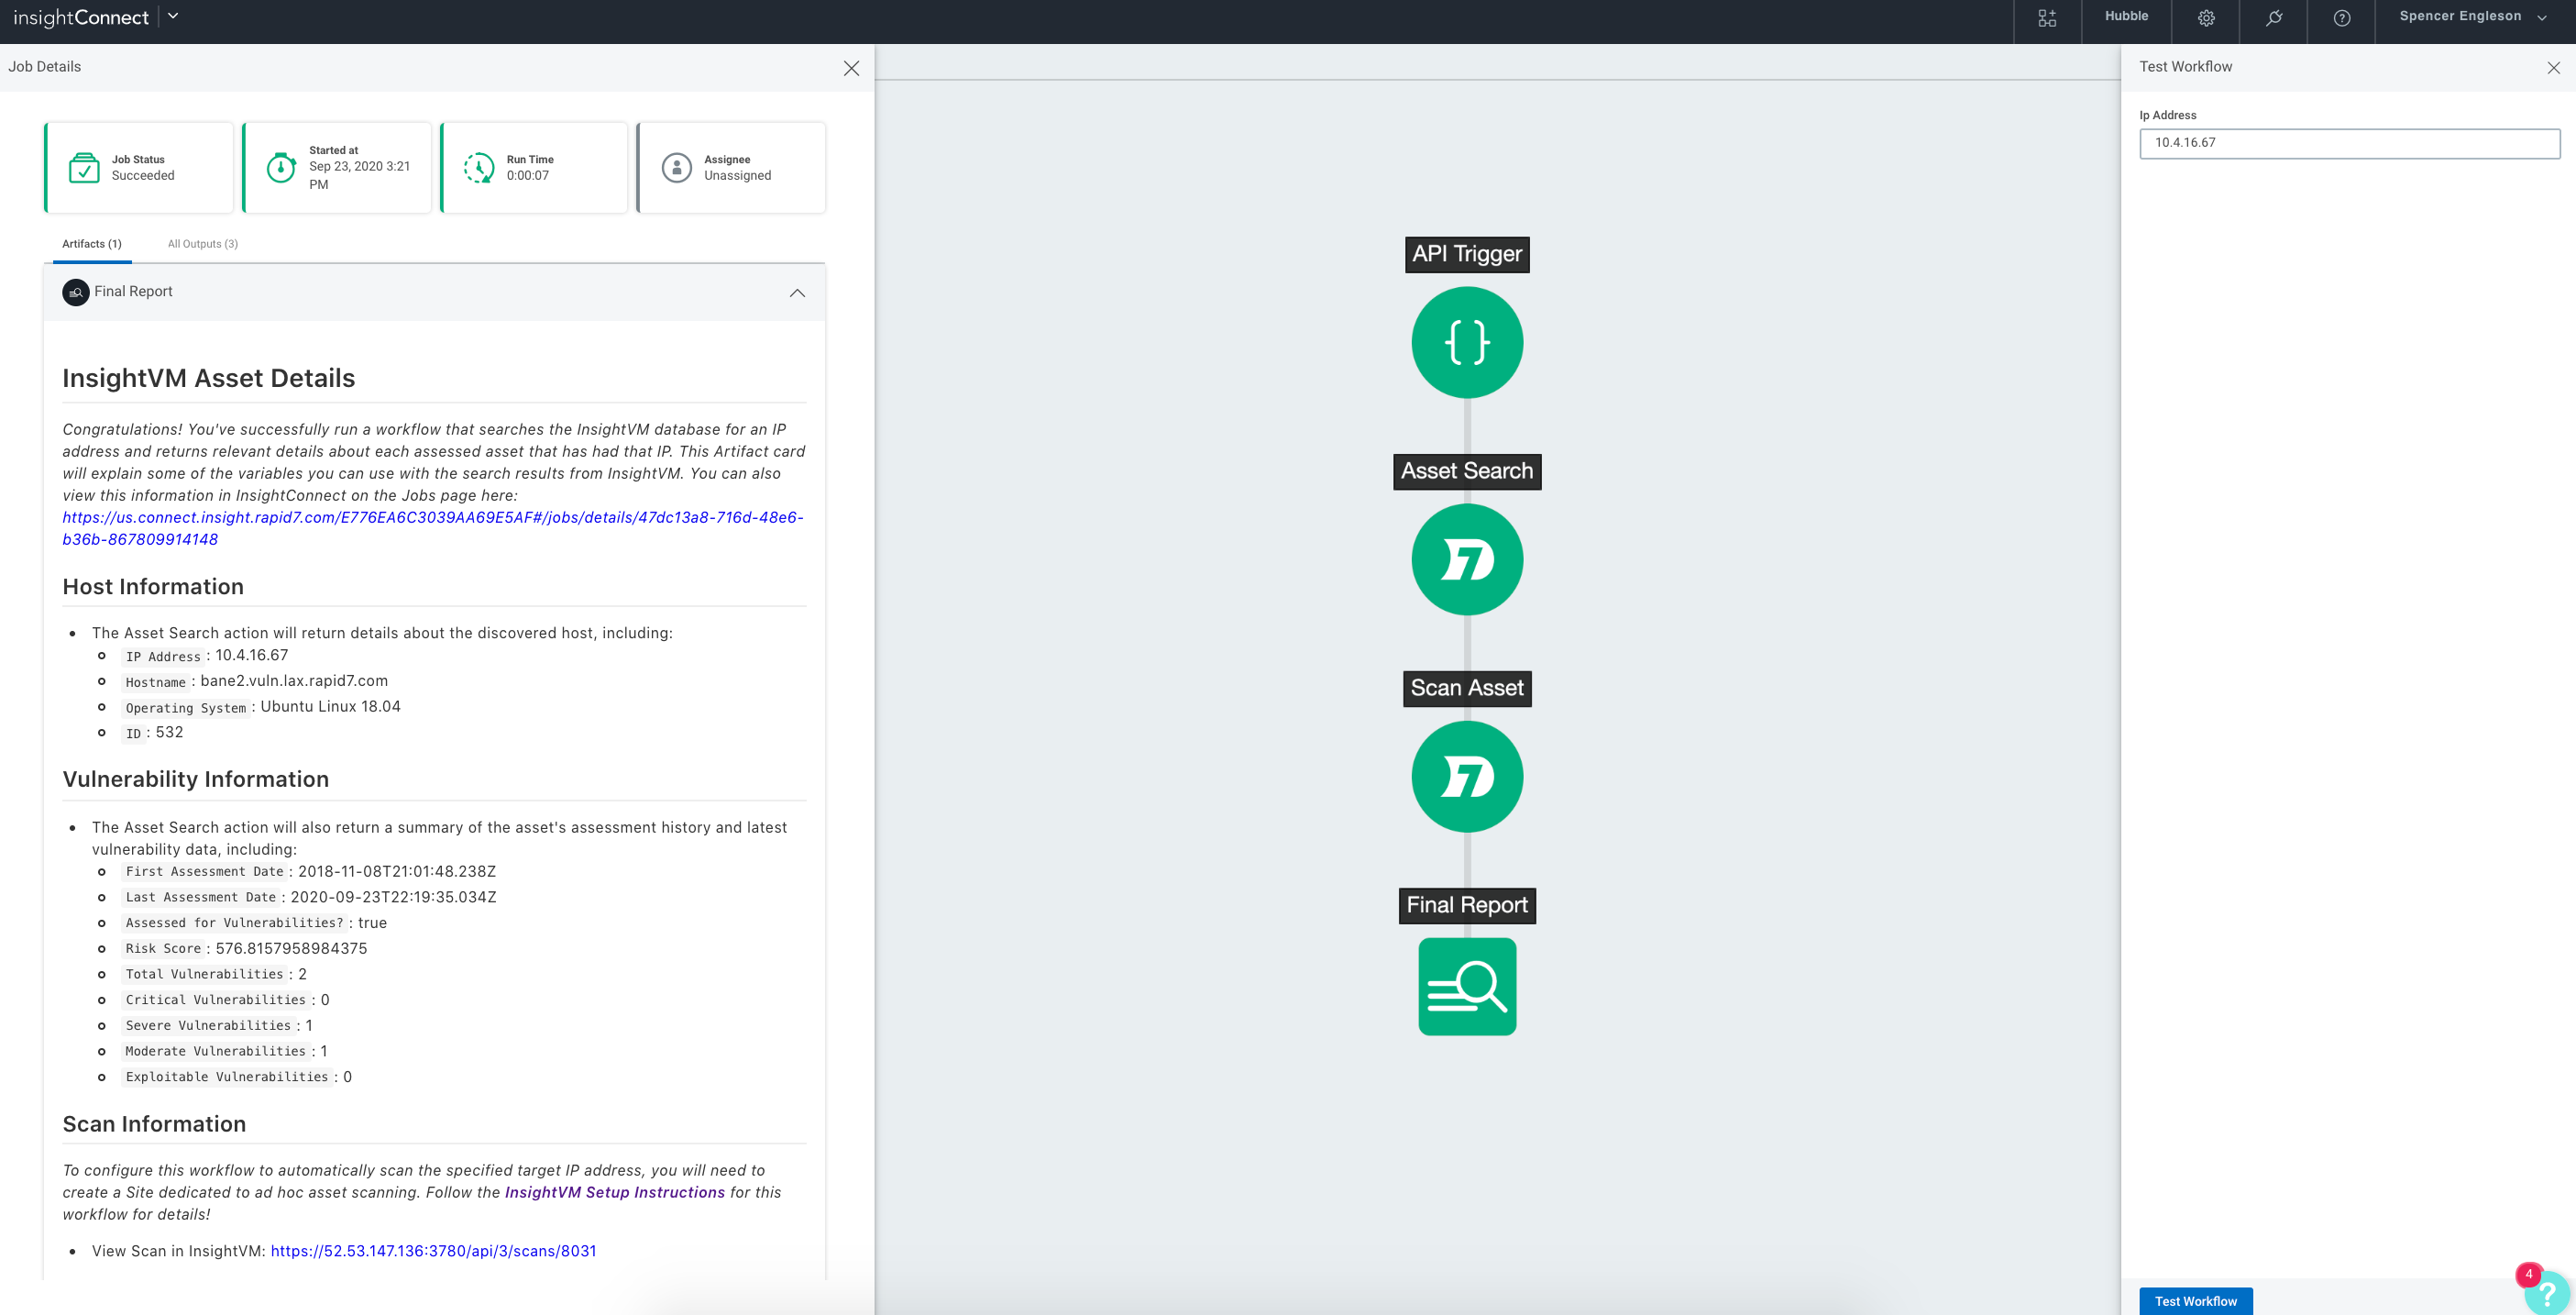 insightConnect
Hubble
Spencer Engleson
Job Details
Job Status
Succeeded
Started at
Sep 23, 2020 3:21
PM
Run Time
0:00:07
Assignee
Unassigned
Artifacts (1)
All Outputs (3)
Final Report
InsightVM Asset Details
Congratulations! You've successfully run a workflow that searches the InsightVM database for an IP
address and returns relevant details about each assessed asset that has had that IP. This Artifact card
will explain some of the variables you can use with the search results from InsightVM. You can also
view this information in InsightConnect on the Jobs page here:
https://us.connect.insight.rapid7.com/E776EA6C3039AA69E5AF#/jobs/details/47dc13a8-716d-48e6-
b36b-867809914148
Host Information
• The Asset Search action will return details about the discovered host, including:
IP Address : 10.4.16.67
Hostname : bane2.vuln.lax.rapid7.com
Operating System : Ubuntu Linux 18.04
ID : 532
Vulnerability Information
• The Asset Search action will also return a summary of the asset's assessment history and latest
vulnerability data, including:
First Assessment Date : 2018-11-08T21:01:48.238Z
Last Assessment Date : 2020-09-23T22:19:35.034Z
Assessed for Vulnerabilities? : true
Risk Score : 576.8157958984375
Total Vulnerabilities : 2
Critical Vulnerabilities : 0
Severe Vulnerabilities : 1
Moderate Vulnerabilities : 1
Exploitable Vulnerabilities : 0
Scan Information
To configure this workflow to automatically scan the specified target IP address, you will need to
create a Site dedicated to ad hoc asset scanning. Follow the InsightVM Setup Instructions for this
workflow for details!
• View Scan in InsightVM: https://52.53.147.136:3780/api/3/scans/8031
API Trigger
{}
Asset Search
Scan Asset
Final Report
Test Workflow
Ip Address
10.4.16.67
4
?
Test Workflow